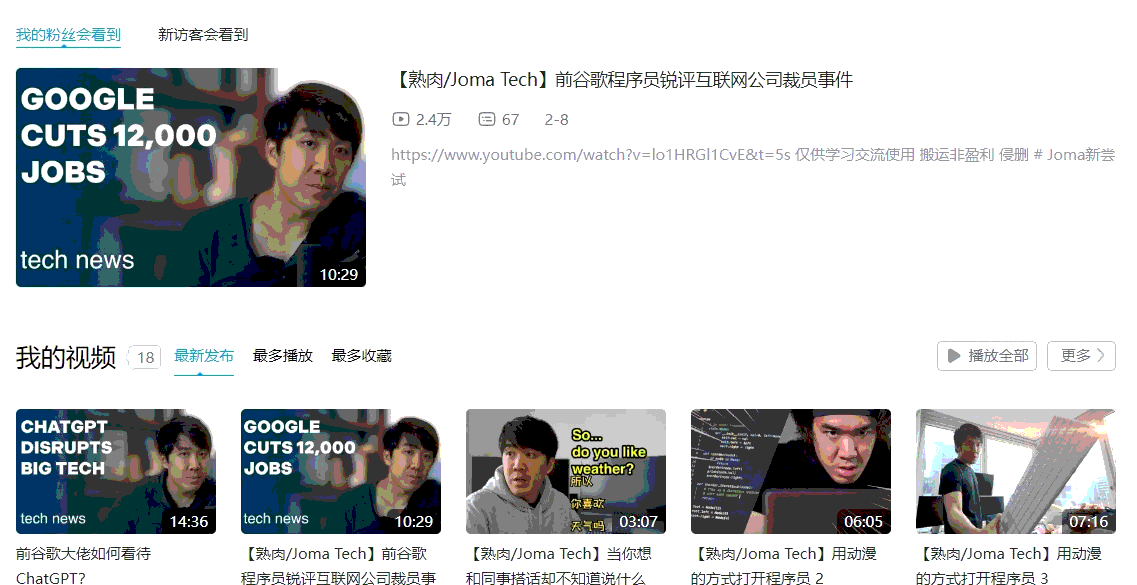 我的粉丝会看到 新访客会看到
GOOGLE
CUTS 12,000
JOBS
tech news
10:29
【熟肉/Joma Tech】前谷歌程序员锐评互联网公司裁员事件
2.4万 67 2-8
https://www.youtube.com/watch?v=lo1HRGl1CvE&t=5s 仅供学习交流使用 搬运非盈利 侵删 # Joma新尝
试
我的视频 18 最新发布 最多播放 最多收藏 播放全部 更多
CHATGPT
DISRUPTS
BIG TECH
tech news
14:36
GOOGLE
CUTS 12,000
JOBS
tech news
10:29
So...
do you like
weather?
所以
你喜欢
天气吗
03:07
06:05
07:16
前谷歌大佬如何看待
ChatGPT？
【熟肉/Joma Tech】前谷歌
程序员锐评互联网公司裁员事
【熟肉/Joma Tech】当你想
和同事搭话却不知道说什么
【熟肉/Joma Tech】用动漫
的方式打开程序员 2
【熟肉/Joma Tech】用动漫
的方式打开程序员 3